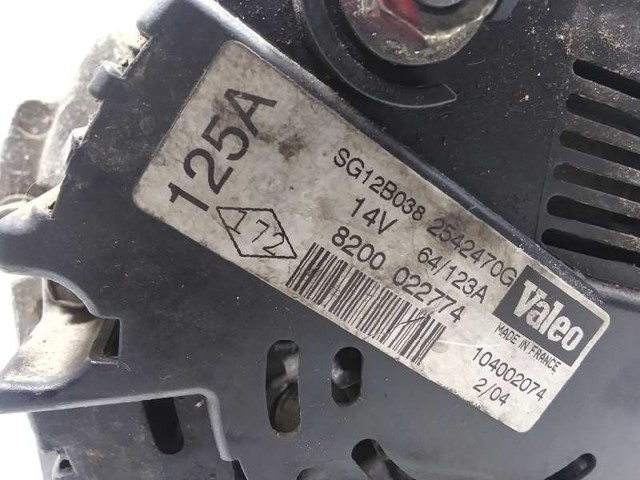 125A
SG12B038 2542470G
14V 64/123A
172
8200 022774
Valeo
MADE IN FRANCE
104002074
2/04